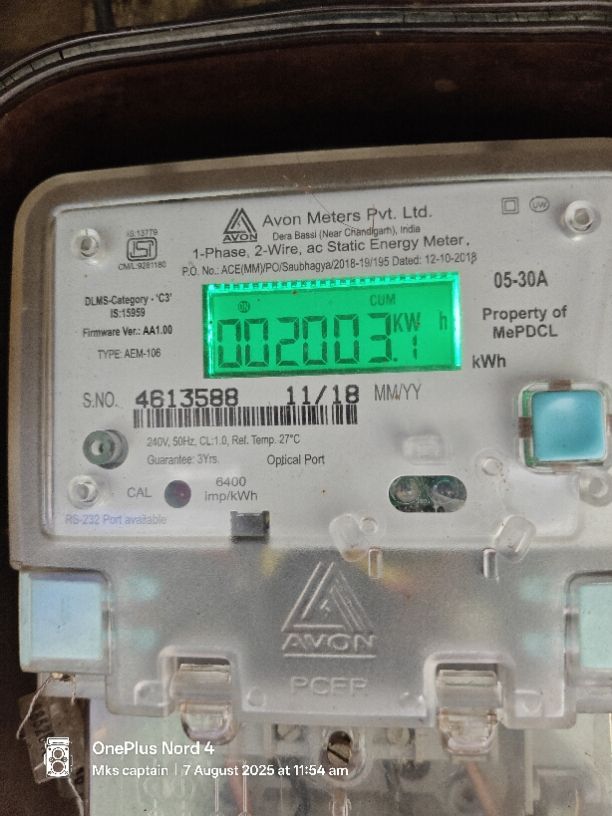 Avon Meters Pvt. Ltd.
AVON
Dera Bassi (Near Chandigarh), India
UW
IS:13779
CM/L:9281180
1-Phase, 2-Wire, ac Static Energy Meter.
P.O. No.: ACE(MM)/PO/Saubhagya/2018-19/195 Dated: 12-10-2018
05-30A
DLMS-Category - 'C3'
IS:15959
Firmware Ver.: AA1.00
TYPE: AEM-106
ON
CUM
002003.1 KW h
Property of
MePDCL
kWh
S.NO. 4613588 11/18 MM/YY
240V, 50Hz, CL:1.0, Ref. Temp. 27°C
Guarantee: 3Yrs. Optical Port
CAL
6400
imp/kWh
RS-232 Port available
AVON
OnePlus Nord 4
Mks captain | 7 August 2025 at 11:54 am